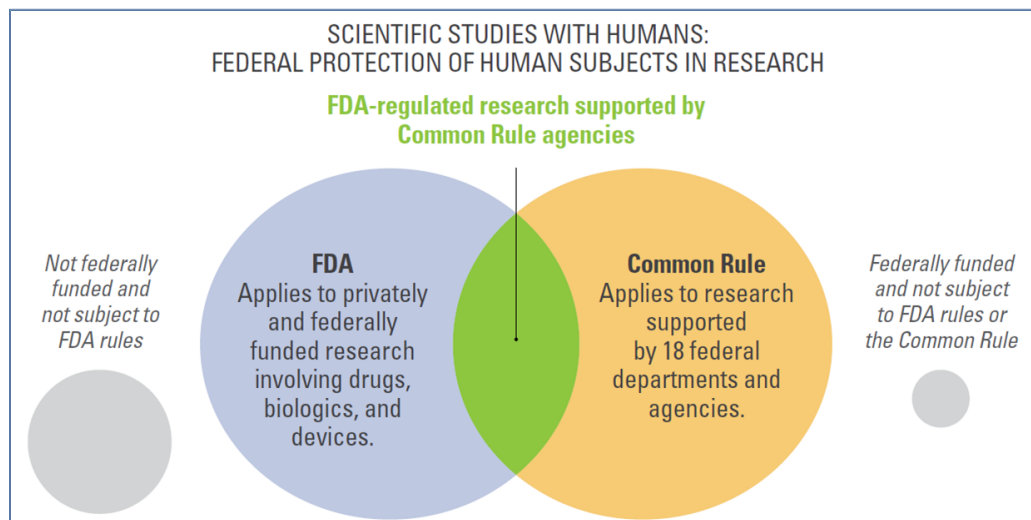 SCIENTIFIC STUDIES WITH HUMANS:
FEDERAL PROTECTION OF HUMAN SUBJECTS IN RESEARCH
FDA-regulated research supported by
Common Rule agencies
Not federally
funded and
not subject to
FDA rules
FDA
Applies to privately
and federally
funded research
involving drugs,
biologics, and
devices.
Common Rule
Applies to research
supported
by 18 federal
departments and
agencies.
Federally funded
and not subject
to FDA rules or
the Common Rule